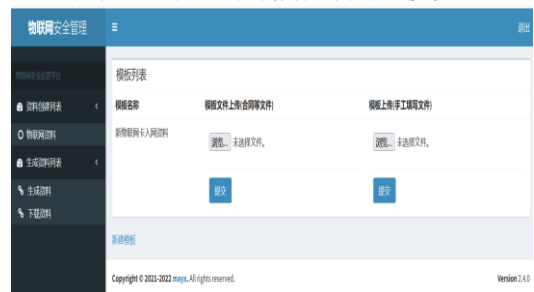 物联网安全管理
退出
物联网安全运营平台
模板列表
资料创建列表
模板名称 模板文件上传(合同等文件) 模板上传(手工填写文件)
物联网资料
新物联网卡入网资料
浏览... 未选择文件。 浏览... 未选择文件。
生成资料列表
生成资料
提交 提交
下载资料
新建模板
Copyright © 2021-2022 mays. All rights reserved. Version 2.4.0